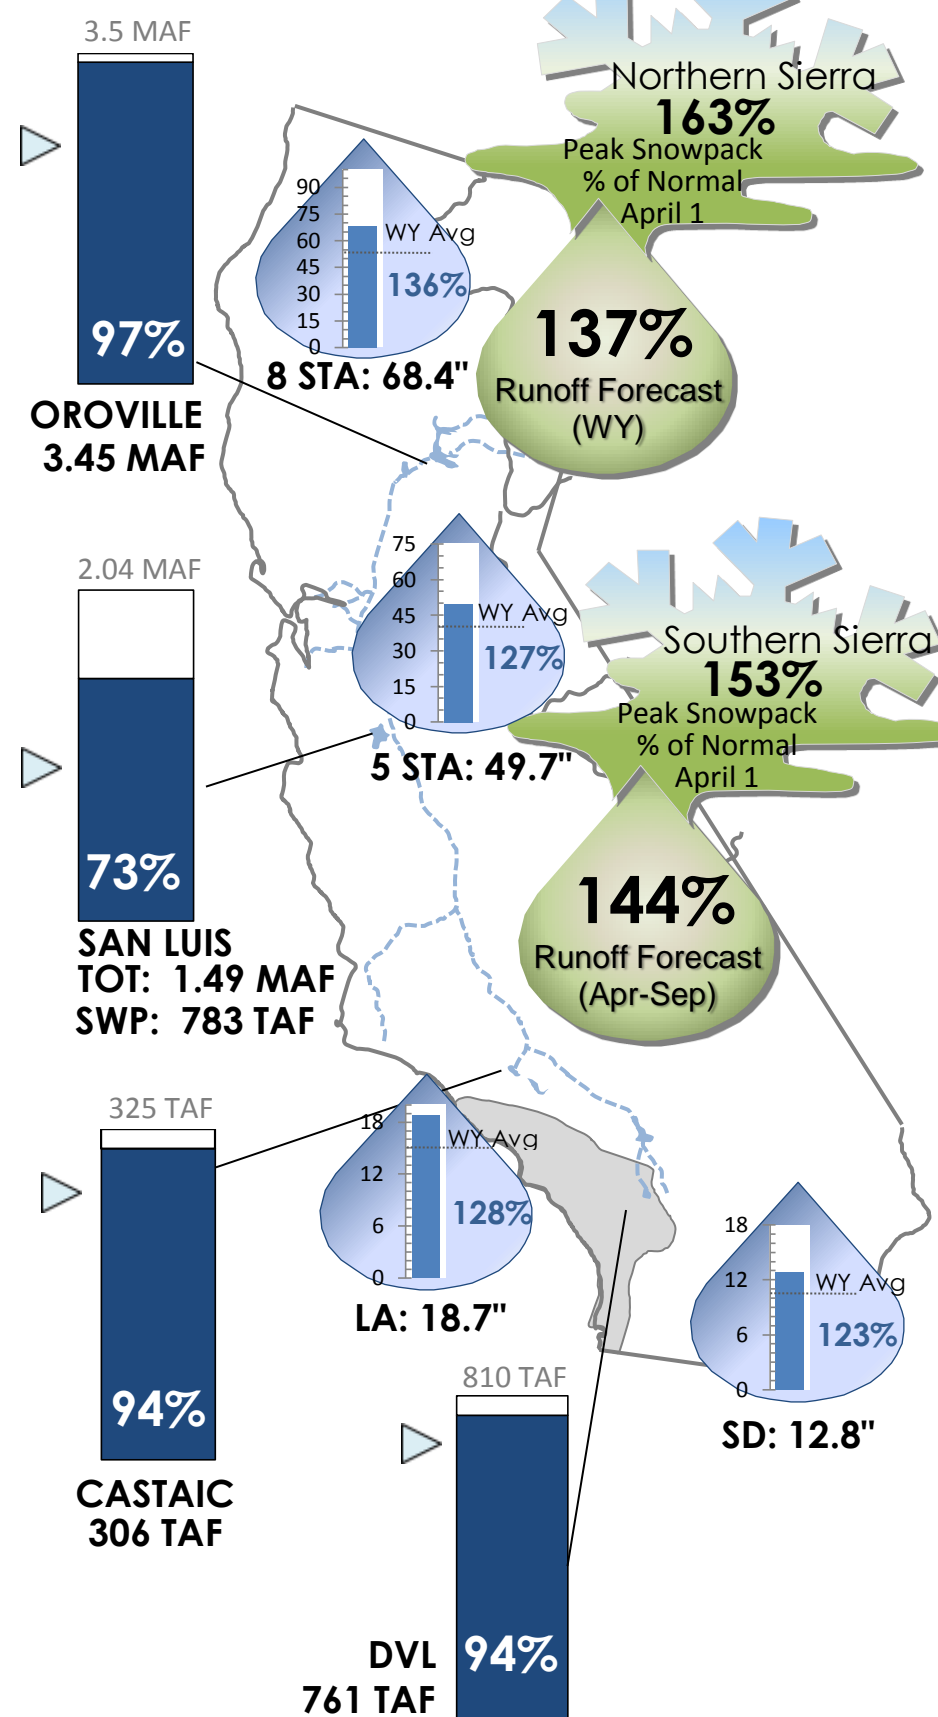 3.5 MAF
97%
OROVILLE
3.45 MAF
Northern Sierra
163%
Peak Snowpack
% of Normal
April 1
137%
Runoff Forecast
(WY)
90
75
60
45
30
15
0
WY Avg
136%
8 STA: 68.4"
2.04 MAF
73%
SAN LUIS
TOT: 1.49 MAF
SWP: 783 TAF
75
60
45
30
15
0
WY Avg
127%
5 STA: 49.7"
Southern Sierra
153%
Peak Snowpack
% of Normal
April 1
144%
Runoff Forecast
(Apr-Sep)
325 TAF
94%
CASTAIC
306 TAF
18
12
6
0
WY Avg
128%
LA: 18.7"
18
12
6
0
WY Avg
123%
SD: 12.8"
810 TAF
94%
DVL
761 TAF